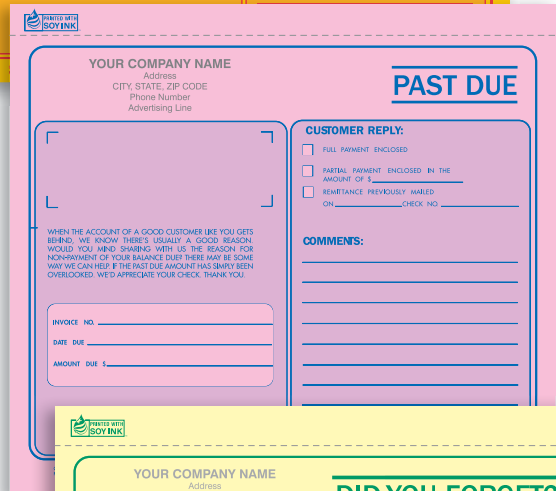 PRINTED WITH
SOY INK
YOUR COMPANY NAME
Address
CITY, STATE, ZIP CODE
Phone Number
Advertising Line
PAST DUE
WHEN THE ACCOUNT OF A GOOD CUSTOMER LIKE YOU GETS
BEHIND, WE KNOW THERE'S USUALLY A GOOD REASON.
WOULD YOU MIND SHARING WITH US THE REASON FOR
NON-PAYMENT OF YOUR BALANCE DUE? THERE MAY BE SOME
WAY WE CAN HELP. IF THE PAST DUE AMOUNT HAS SIMPLY BEEN
OVERLOOKED, WE'D APPRECIATE YOUR CHECK. THANK YOU.
INVOICE NO.
DATE DUE
AMOUNT DUE $
CUSTOMER REPLY:
FULL PAYMENT ENCLOSED
PARTIAL PAYMENT ENCLOSED IN THE
AMOUNT OF $
REMITTANCE PREVIOUSLY MAILED
ON CHECK NO
COMMENTS:
PRINTED WITH
SOY INK
YOUR COMPANY NAME
Address
DID YOU FORGET?